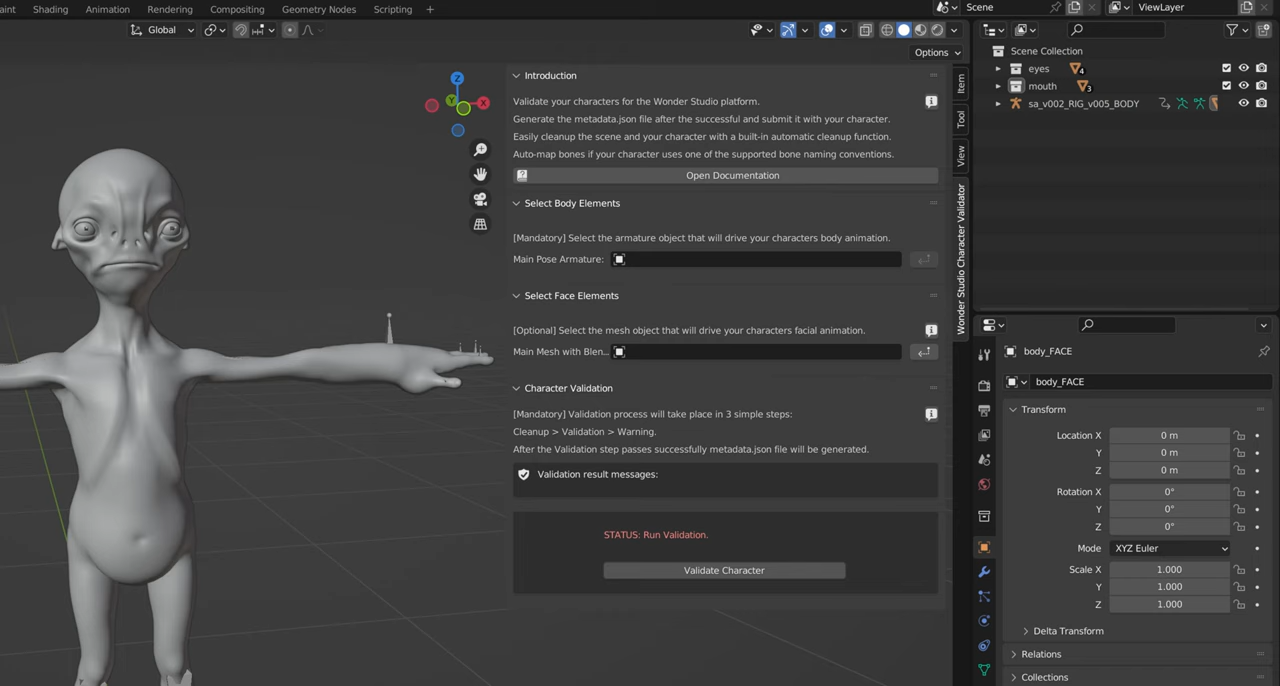 aint Shading Animation Rendering Compositing Geometry Nodes Scripting +
Scene
ViewLayer
Global
Options
Introduction
Validate your characters for the Wonder Studio platform.
Generate the metadata.json file after the successful and submit it with your character.
Easily cleanup the scene and your character with a built-in automatic cleanup function.
Auto-map bones if your character uses one of the supported bone naming conventions.
Open Documentation
Select Body Elements
[Mandatory] Select the armature object that will drive your characters body animation.
Main Pose Armature:
Select Face Elements
[Optional] Select the mesh object that will drive your characters facial animation.
Main Mesh with Blen...
Character Validation
[Mandatory] Validation process will take place in 3 simple steps:
Cleanup > Validation > Warning.
After the Validation step passes successfully metadata.json file will be generated.
Validation result messages:
STATUS: Run Validation.
Validate Character
Z
X
Y
Item
Tool
View
Wonder Studio Character Validator
Scene Collection
eyes 4
mouth 3
sa_v002_RIG_v005_BODY
body_FACE
body_FACE
Transform
Location X 0 m
Y 0 m
Z 0 m
Rotation X 0°
Y 0°
Z 0°
Mode XYZ Euler
Scale X 1.000
Y 1.000
Z 1.000
Delta Transform
Relations
Collections